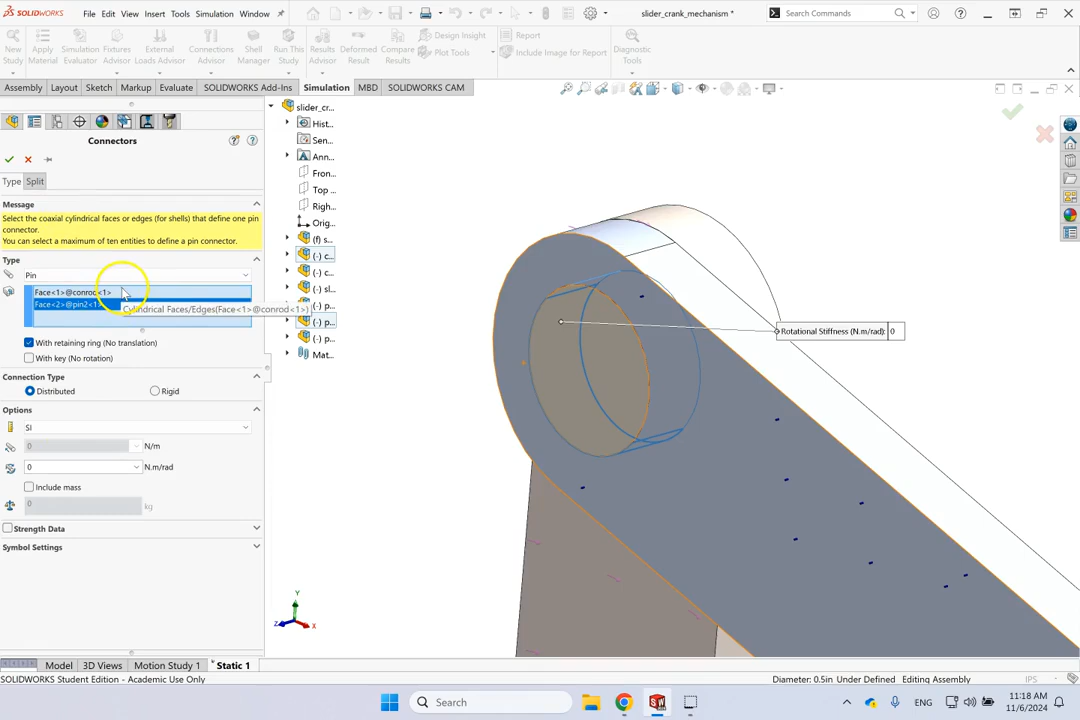 SOLIDWORKS
File Edit View Insert Tools Simulation Window
slider_crank_mechanism *
Search Commands
New Study
Apply Material
Simulation Evaluator
Fixtures Advisor
External Loads Advisor
Connections Advisor
Shell Manager
Run This Study
Results Advisor
Deformed Result
Compare Results
Design Insight
Plot Tools
Report
Include Image for Report
Diagnostic Tools
Assembly Layout Sketch Markup Evaluate SOLIDWORKS Add-Ins Simulation MBD SOLIDWORKS CAM
Connectors
Type Split
Message
Select the coaxial cylindrical faces or edges (for shells) that define one pin connector.
You can select a maximum of ten entities to define a pin connector.
Type
Pin
Face<1>@conrod<1>
Face<2>@pin2<1>
Cylindrical Faces/Edges(Face<1>@conrod<1>)
With retaining ring (No translation)
With key (No rotation)
Connection Type
Distributed Rigid
Options
SI
0 N/m
0 N.m/rad
Include mass
0 kg
Strength Data
Symbol Settings
slider_cr...
Hist...
Sen...
Ann...
Fron...
Top ...
Righ...
Orig...
(f) s...
(-) c...
(-) c...
(-) sl...
(-) p...
(-) p...
(-) p...
Mat...
Rotational Stiffness (N.m/rad): 0
Y
Z X
Model 3D Views Motion Study 1 Static 1
SOLIDWORKS Student Edition - Academic Use Only
Diameter: 0.5in Under Defined Editing Assembly IPS
Search
ENG
11:18 AM
11/6/2024